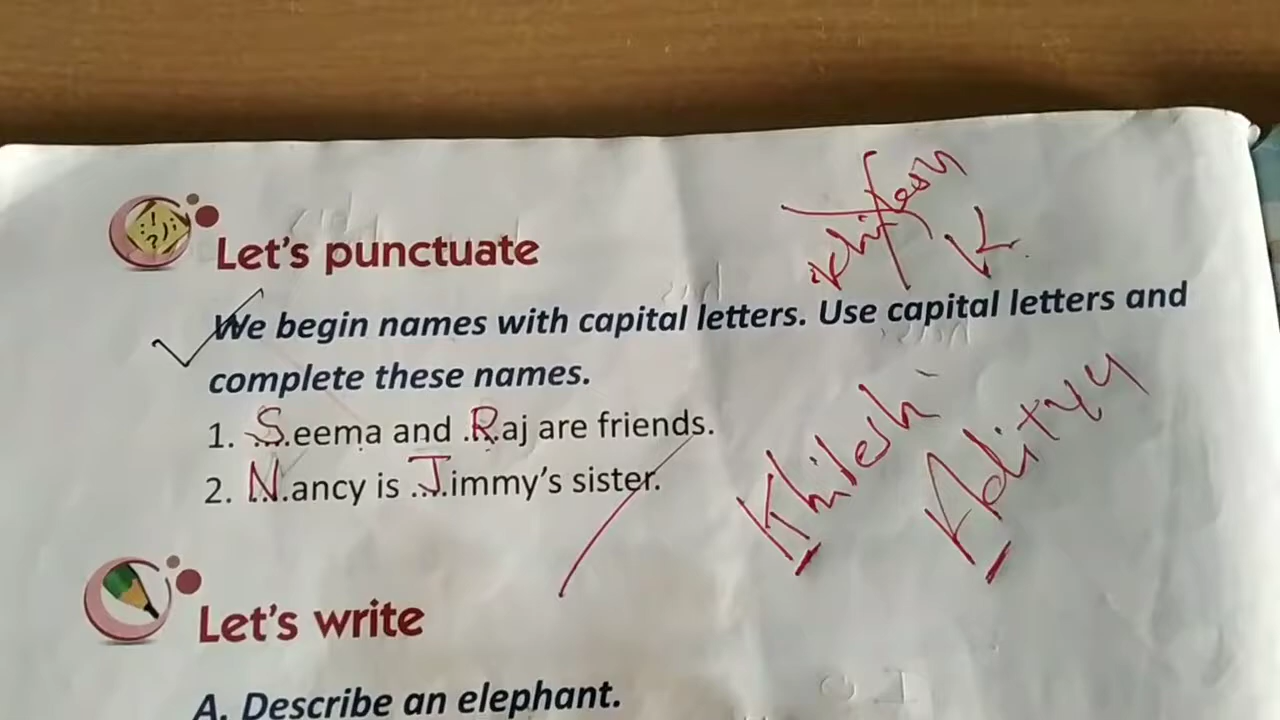 Let's punctuate
We begin names with capital letters. Use capital letters and
complete these names.
1. S.eema and .R.aj are friends.
2. N.ancy is .J.immy's sister.
K
Khilesh
Aditya
Let's write
A. Describe an elephant.